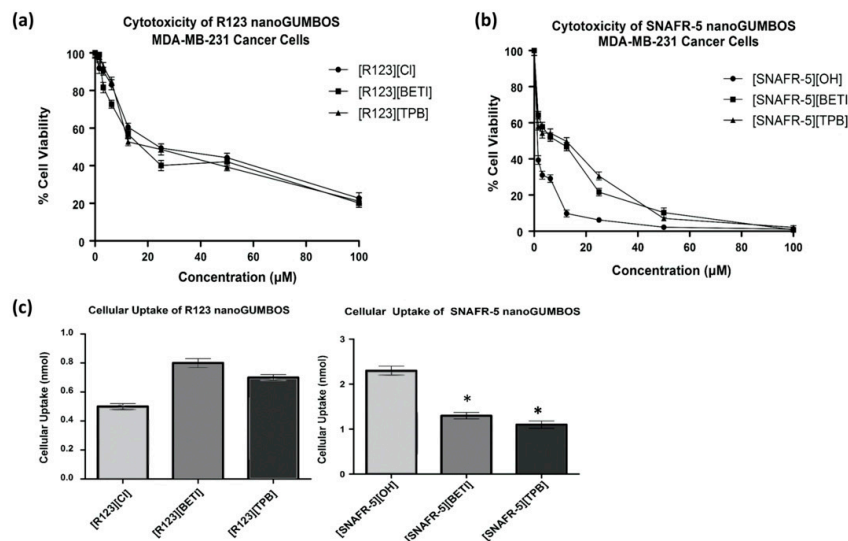 (a)
Cytotoxicity of R123 nanoGUMBOS
MDA-MB-231 Cancer Cells
[R123][Cl]
[R123][BETI]
[R123][TPB]
% Cell Viability
100
80
60
40
20
0
0
20
40
60
80
100
Concentration (µM)
(b)
Cytotoxicity of SNAFR-5 nanoGUMBOS
MDA-MB-231 Cancer Cells
[SNAFR-5][OH]
[SNAFR-5][BETI
[SNAFR-5][TPB]
% Cell Viability
100
80
60
40
20
0
0
20
40
60
80
100
Concentration (µM)
(c)
Cellular Uptake of R123 nanoGUMBOS
Cellular Uptake (nmol)
1.0
0.8
0.6
0.4
0.2
0.0
[R123][Cl]
[R123][BETI]
[R123][TPB]
Cellular Uptake of SNAFR-5 nanoGUMBOS
Cellular Uptake (nmol)
3
2
1
0
*
*
[SNAFR-5][OH]
[SNAFR-5][BETI]
[SNAFR-5][TPB]